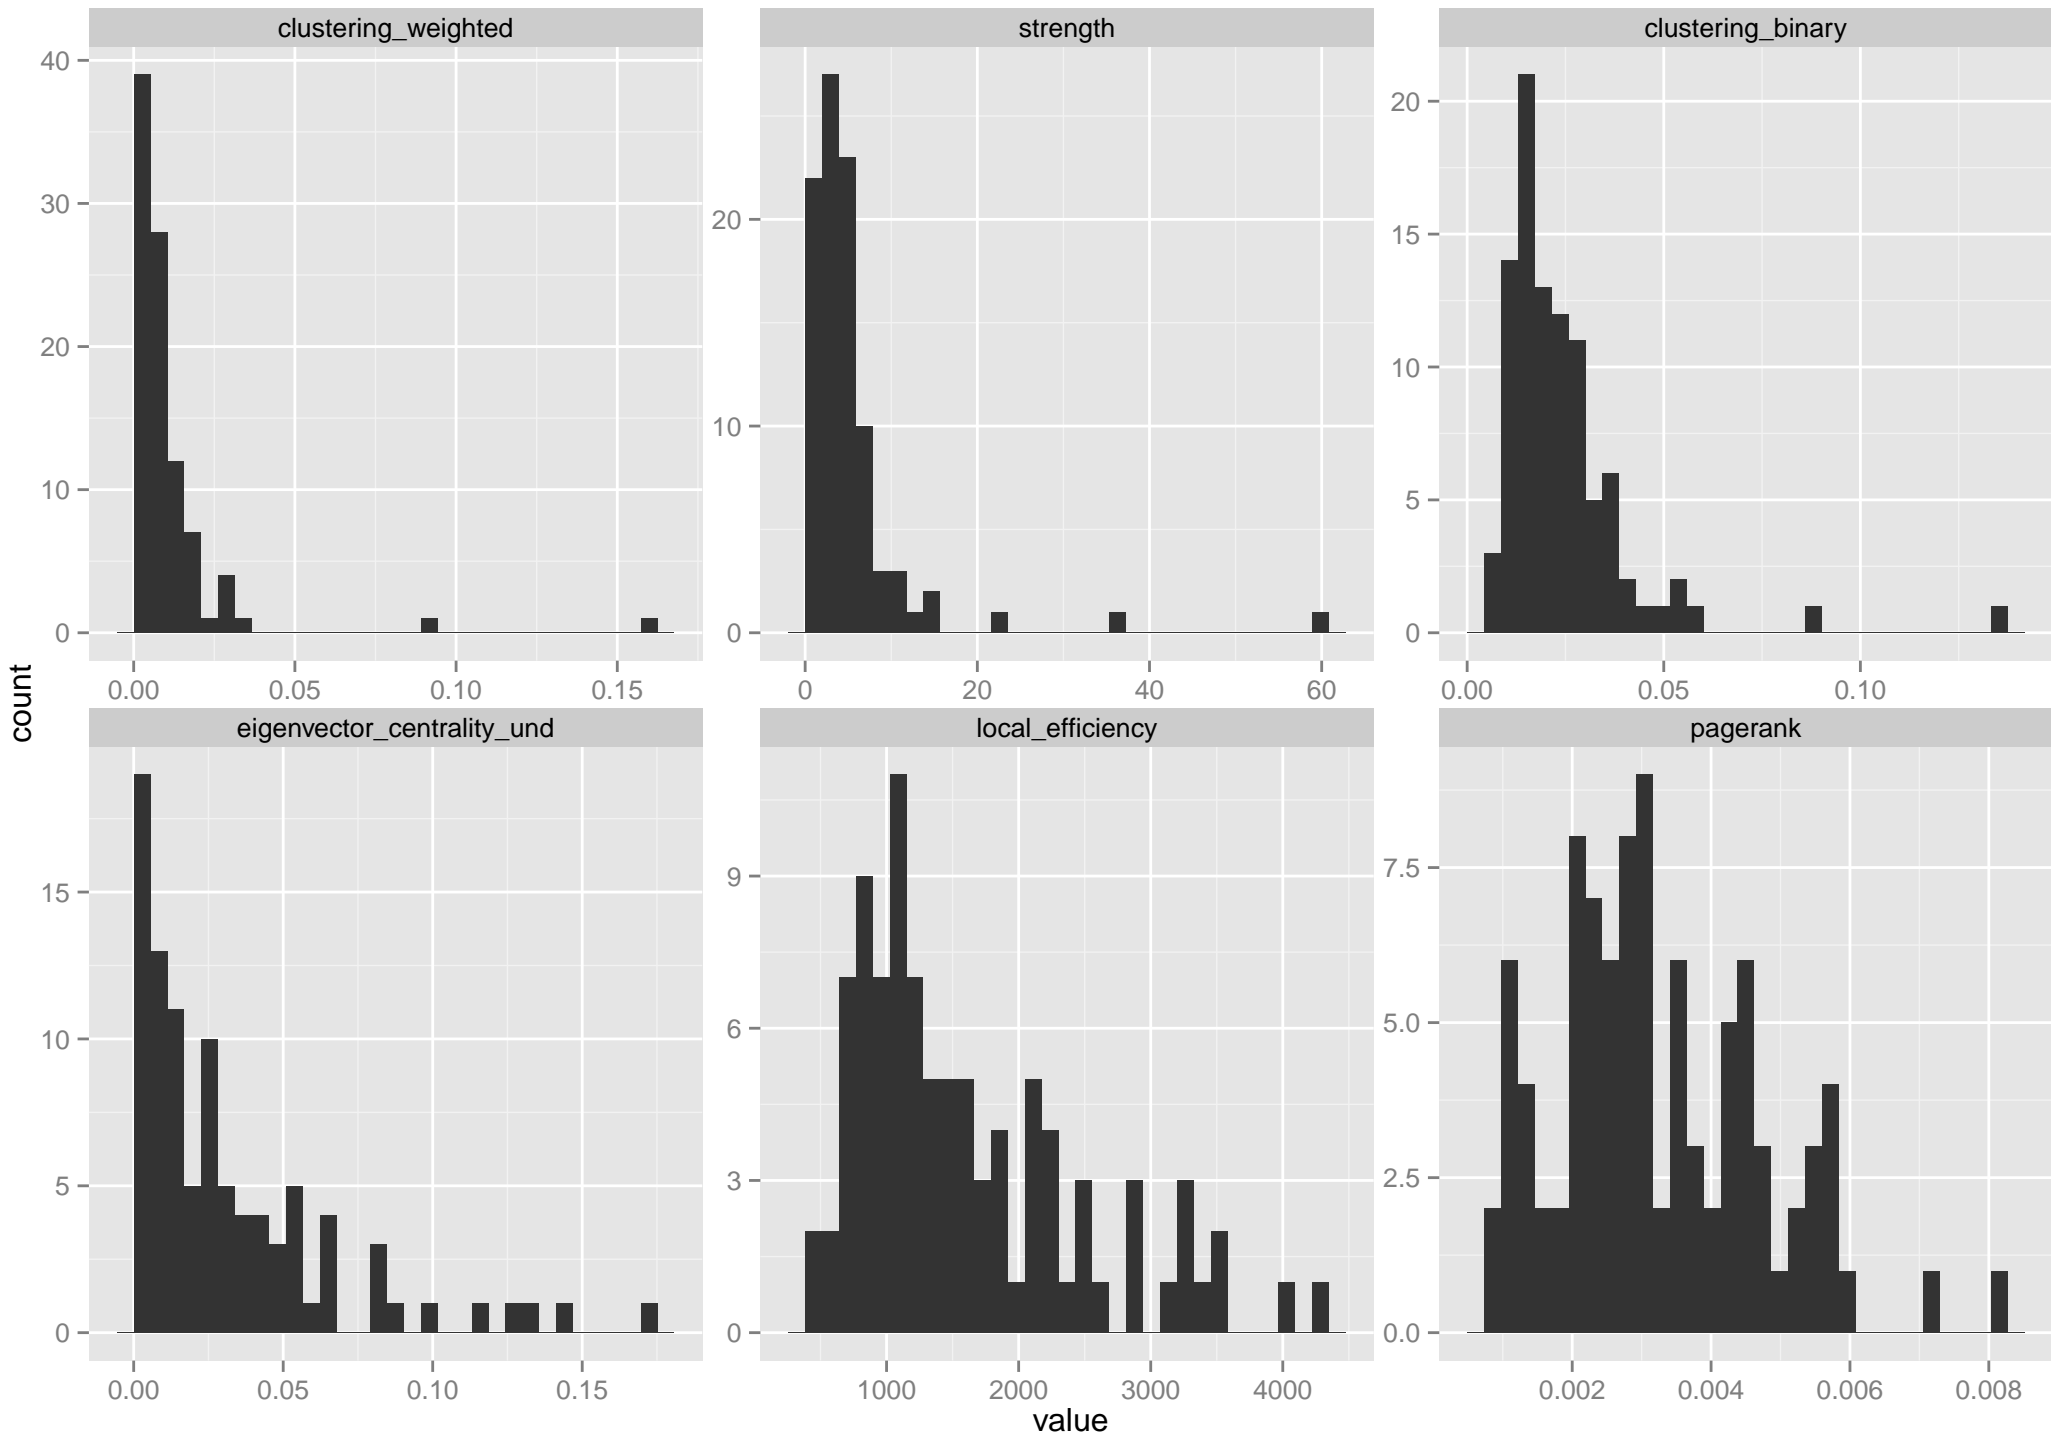 clustering_weighted
strength
clustering_binary
40
30
20
10
0
20
10
0
20
15
10
5
0
0.00 0.05 0.10 0.15
0 20 40 60
0.00 0.05 0.10
count
eigenvector_centrality_und
local_efficiency
pagerank
15
10
5
0
9
6
3
0
7.5
5.0
2.5
0.0
0.00 0.05 0.10 0.15
1000 2000 3000 4000
0.002 0.004 0.006 0.008
value